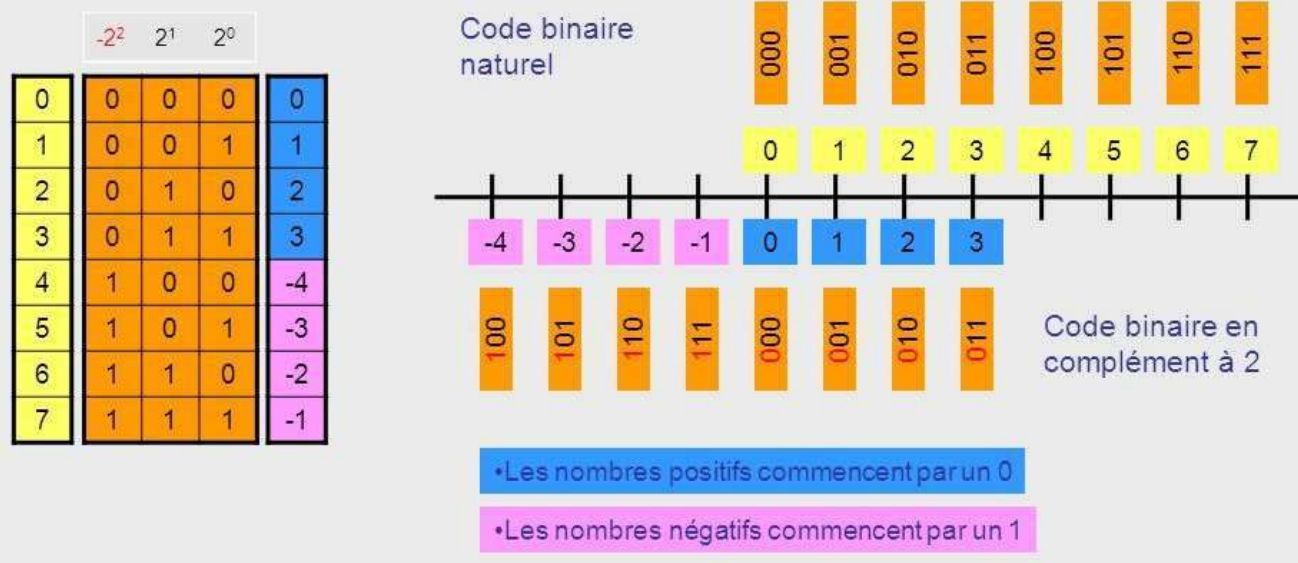 -2² 2¹ 2⁰
0 0 0 0 0
1 0 0 1 1
2 0 1 0 2
3 0 1 1 3
4 1 0 0 -4
5 1 0 1 -3
6 1 1 0 -2
7 1 1 1 -1
Code binaire
naturel
000 001 010 011 100 101 110 111
0 1 2 3 4 5 6 7
-4 -3 -2 -1 0 1 2 3
100 101 110 111 000 001 010 011
Code binaire en
complément à 2
•Les nombres positifs commencent par un 0
•Les nombres négatifs commencent par un 1